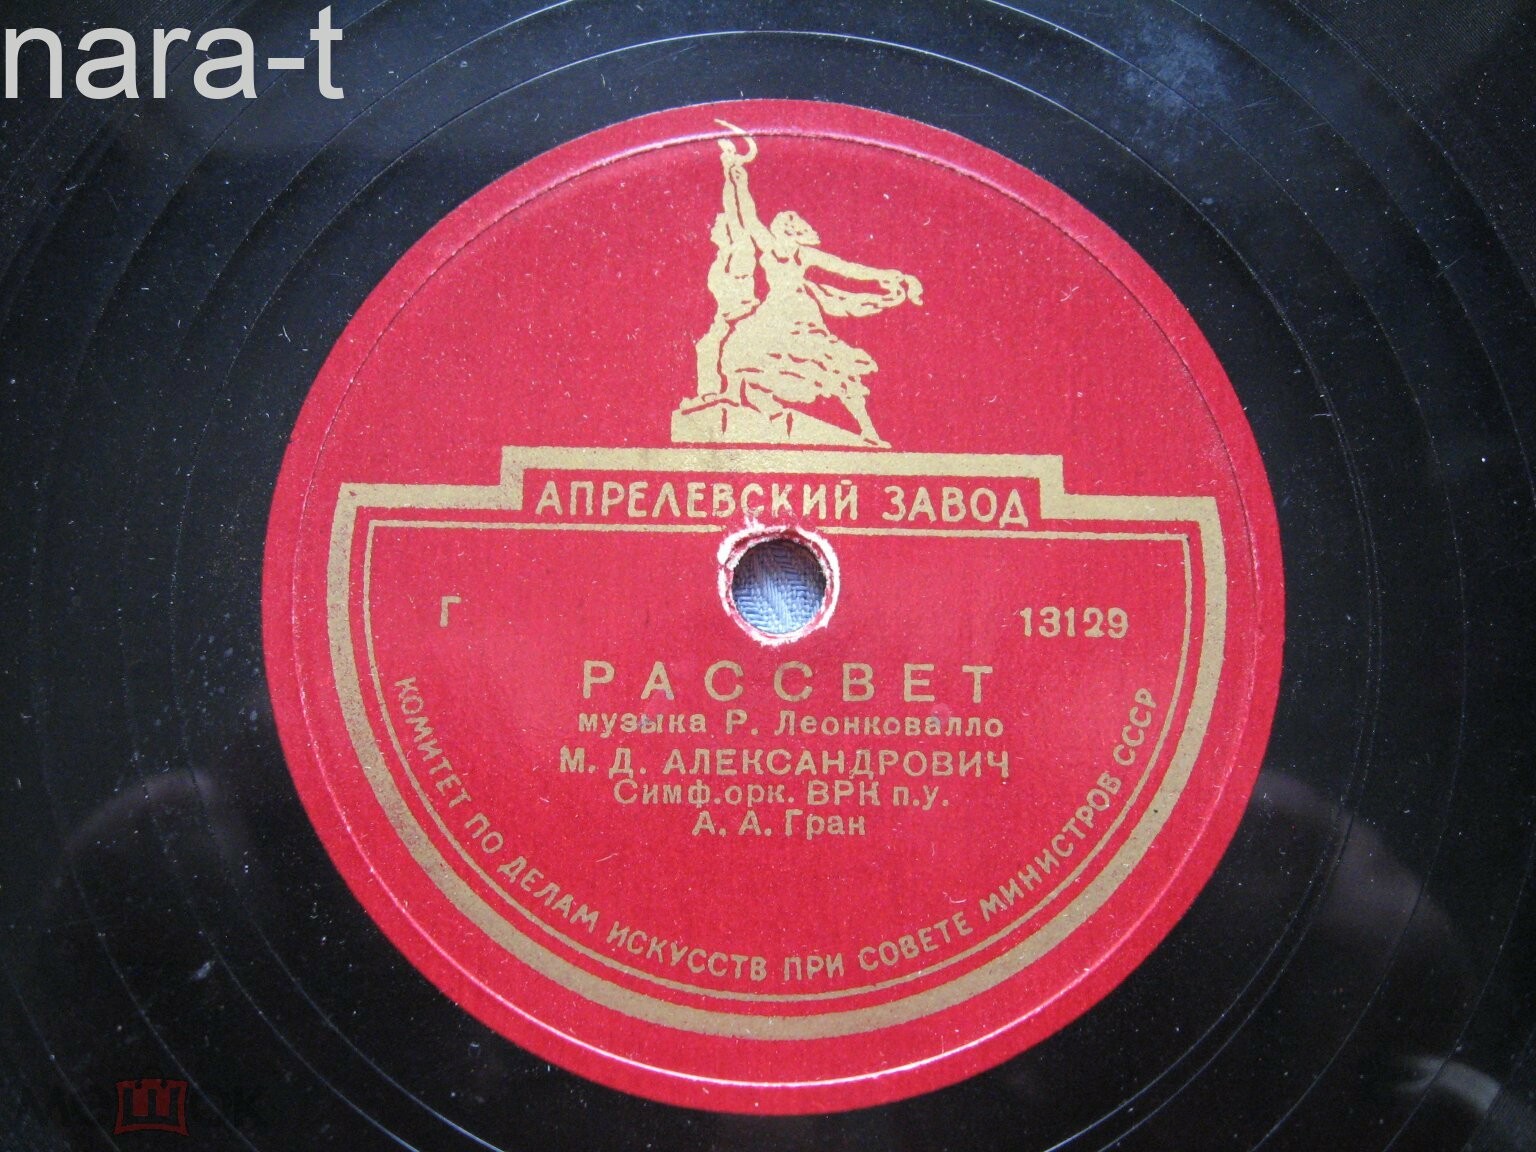 nara-t
АПРЕЛЕВСКИЙ ЗАВОД
Г 13129
РАССВЕТ
музыка Р. Леонковалло
М. Д. АЛЕКСАНДРОВИЧ
Симф.орк. ВРК п.у.
А. А. Гран
КОМИТЕТ ПО ДЕЛАМ ИСКУССТВ ПРИ СОВЕТЕ МИНИСТРОВ СССР